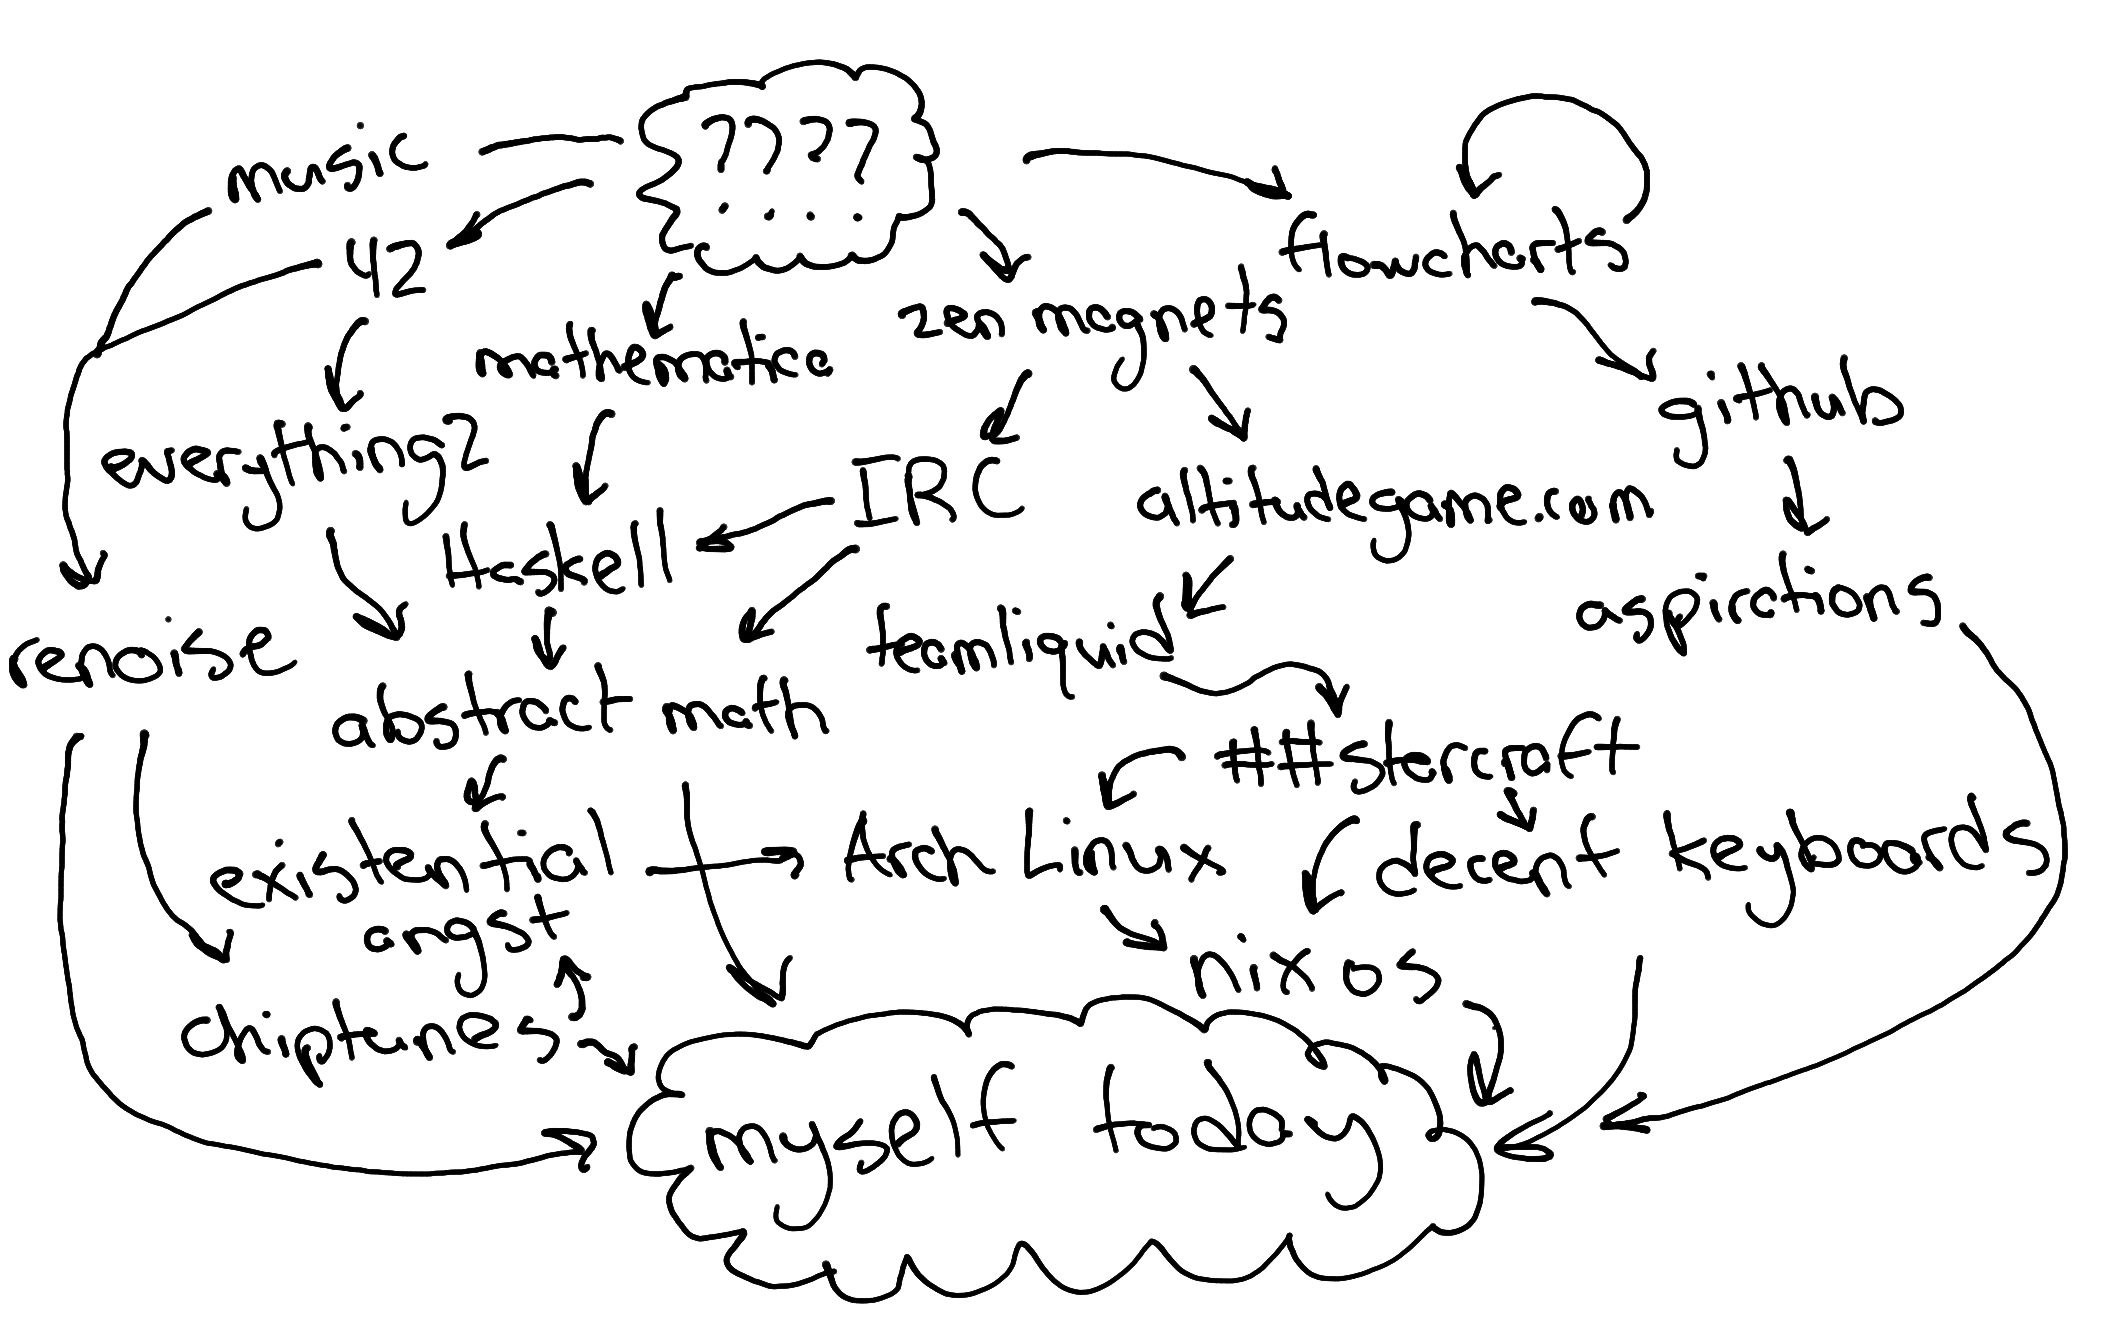 ????
music
42
flowcharts
zen magnets
mathematica
github
everything2
IRC
altitudegame.com
Haskell
aspirations
renoise
teamliquid
abstract math
##starcraft
existential
angst
Arch Linux
decent keyboards
nixos
chiptunes
myself today